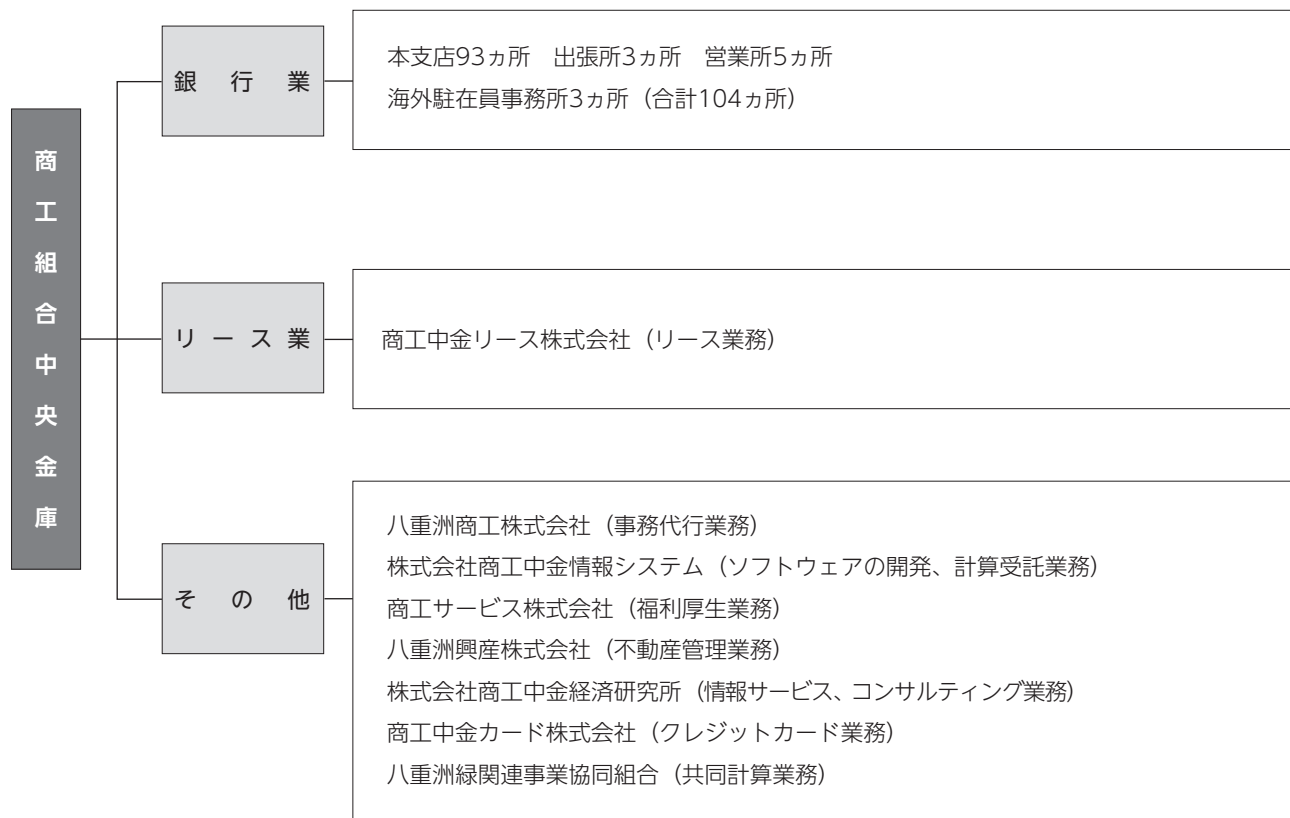 商工組合中央金庫
銀行業
本支店93ヵ所　出張所3ヵ所　営業所5ヵ所
海外駐在員事務所3ヵ所（合計104ヵ所）
リース業
商工中金リース株式会社（リース業務）
その他
八重洲商工株式会社（事務代行業務）
株式会社商工中金情報システム（ソフトウェアの開発、計算受託業務）
商工サービス株式会社（福利厚生業務）
八重洲興産株式会社（不動産管理業務）
株式会社商工中金経済研究所（情報サービス、コンサルティング業務）
商工中金カード株式会社（クレジットカード業務）
八重洲緑関連事業協同組合（共同計算業務）